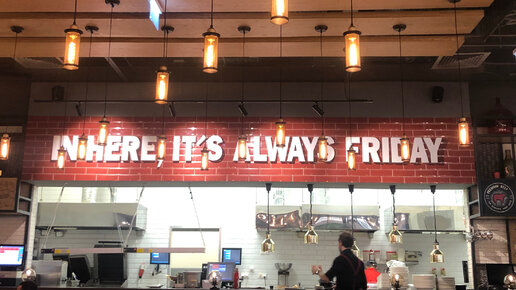 IN HERE, IT'S ALWAYS FRIDAY